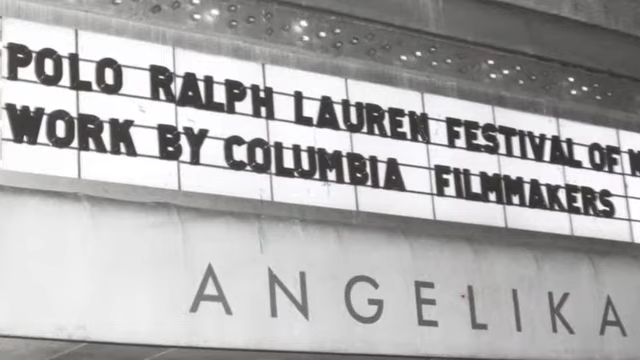 POLO RALPH LAUREN FESTIVAL OF
WORK BY COLUMBIA FILMMAKERS
ANGELIKA